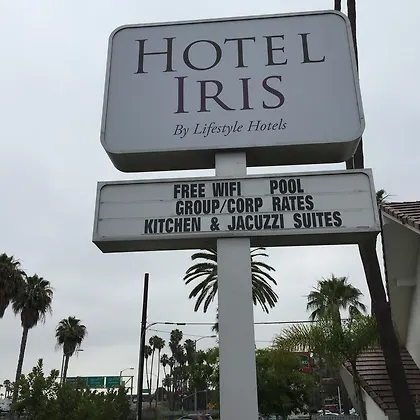 HOTEL
IRIS
By Lifestyle Hotels
FREE WIFI POOL
GROUP/CORP RATES
KITCHEN & JACUZZI SUITES